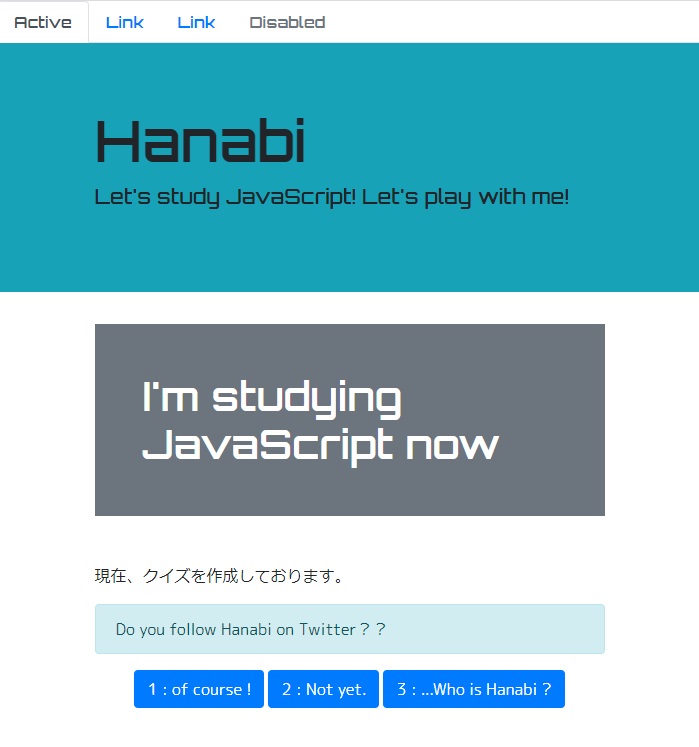 Active Link Link Disabled
Hanabi
Let's study JavaScript! Let's play with me!
I'm studying
JavaScript now
現在、クイズを作成しております。
Do you follow Hanabi on Twitter？？
1 : of course ! 2 : Not yet. 3 : ...Who is Hanabi ?